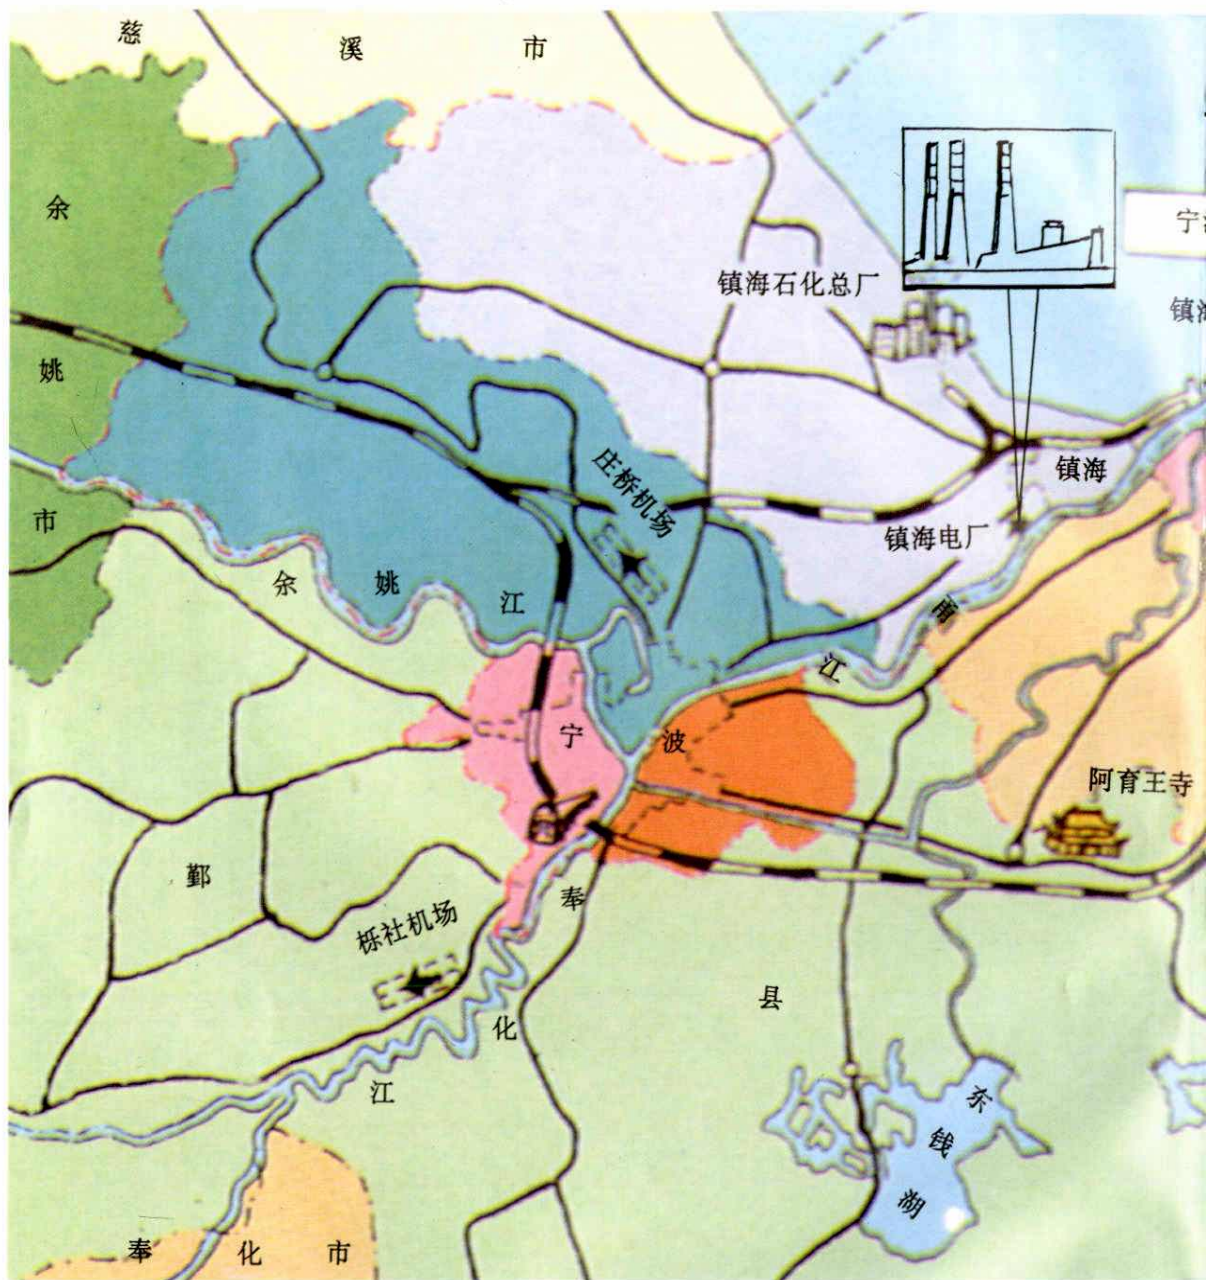 慈溪市
余姚市
宁
镇海石化总厂
镇
庄桥机场
镇海
镇海电厂
余姚江
甬江
宁波
阿育王寺
鄞县
栎社机场
奉化江
东钱湖
奉化市